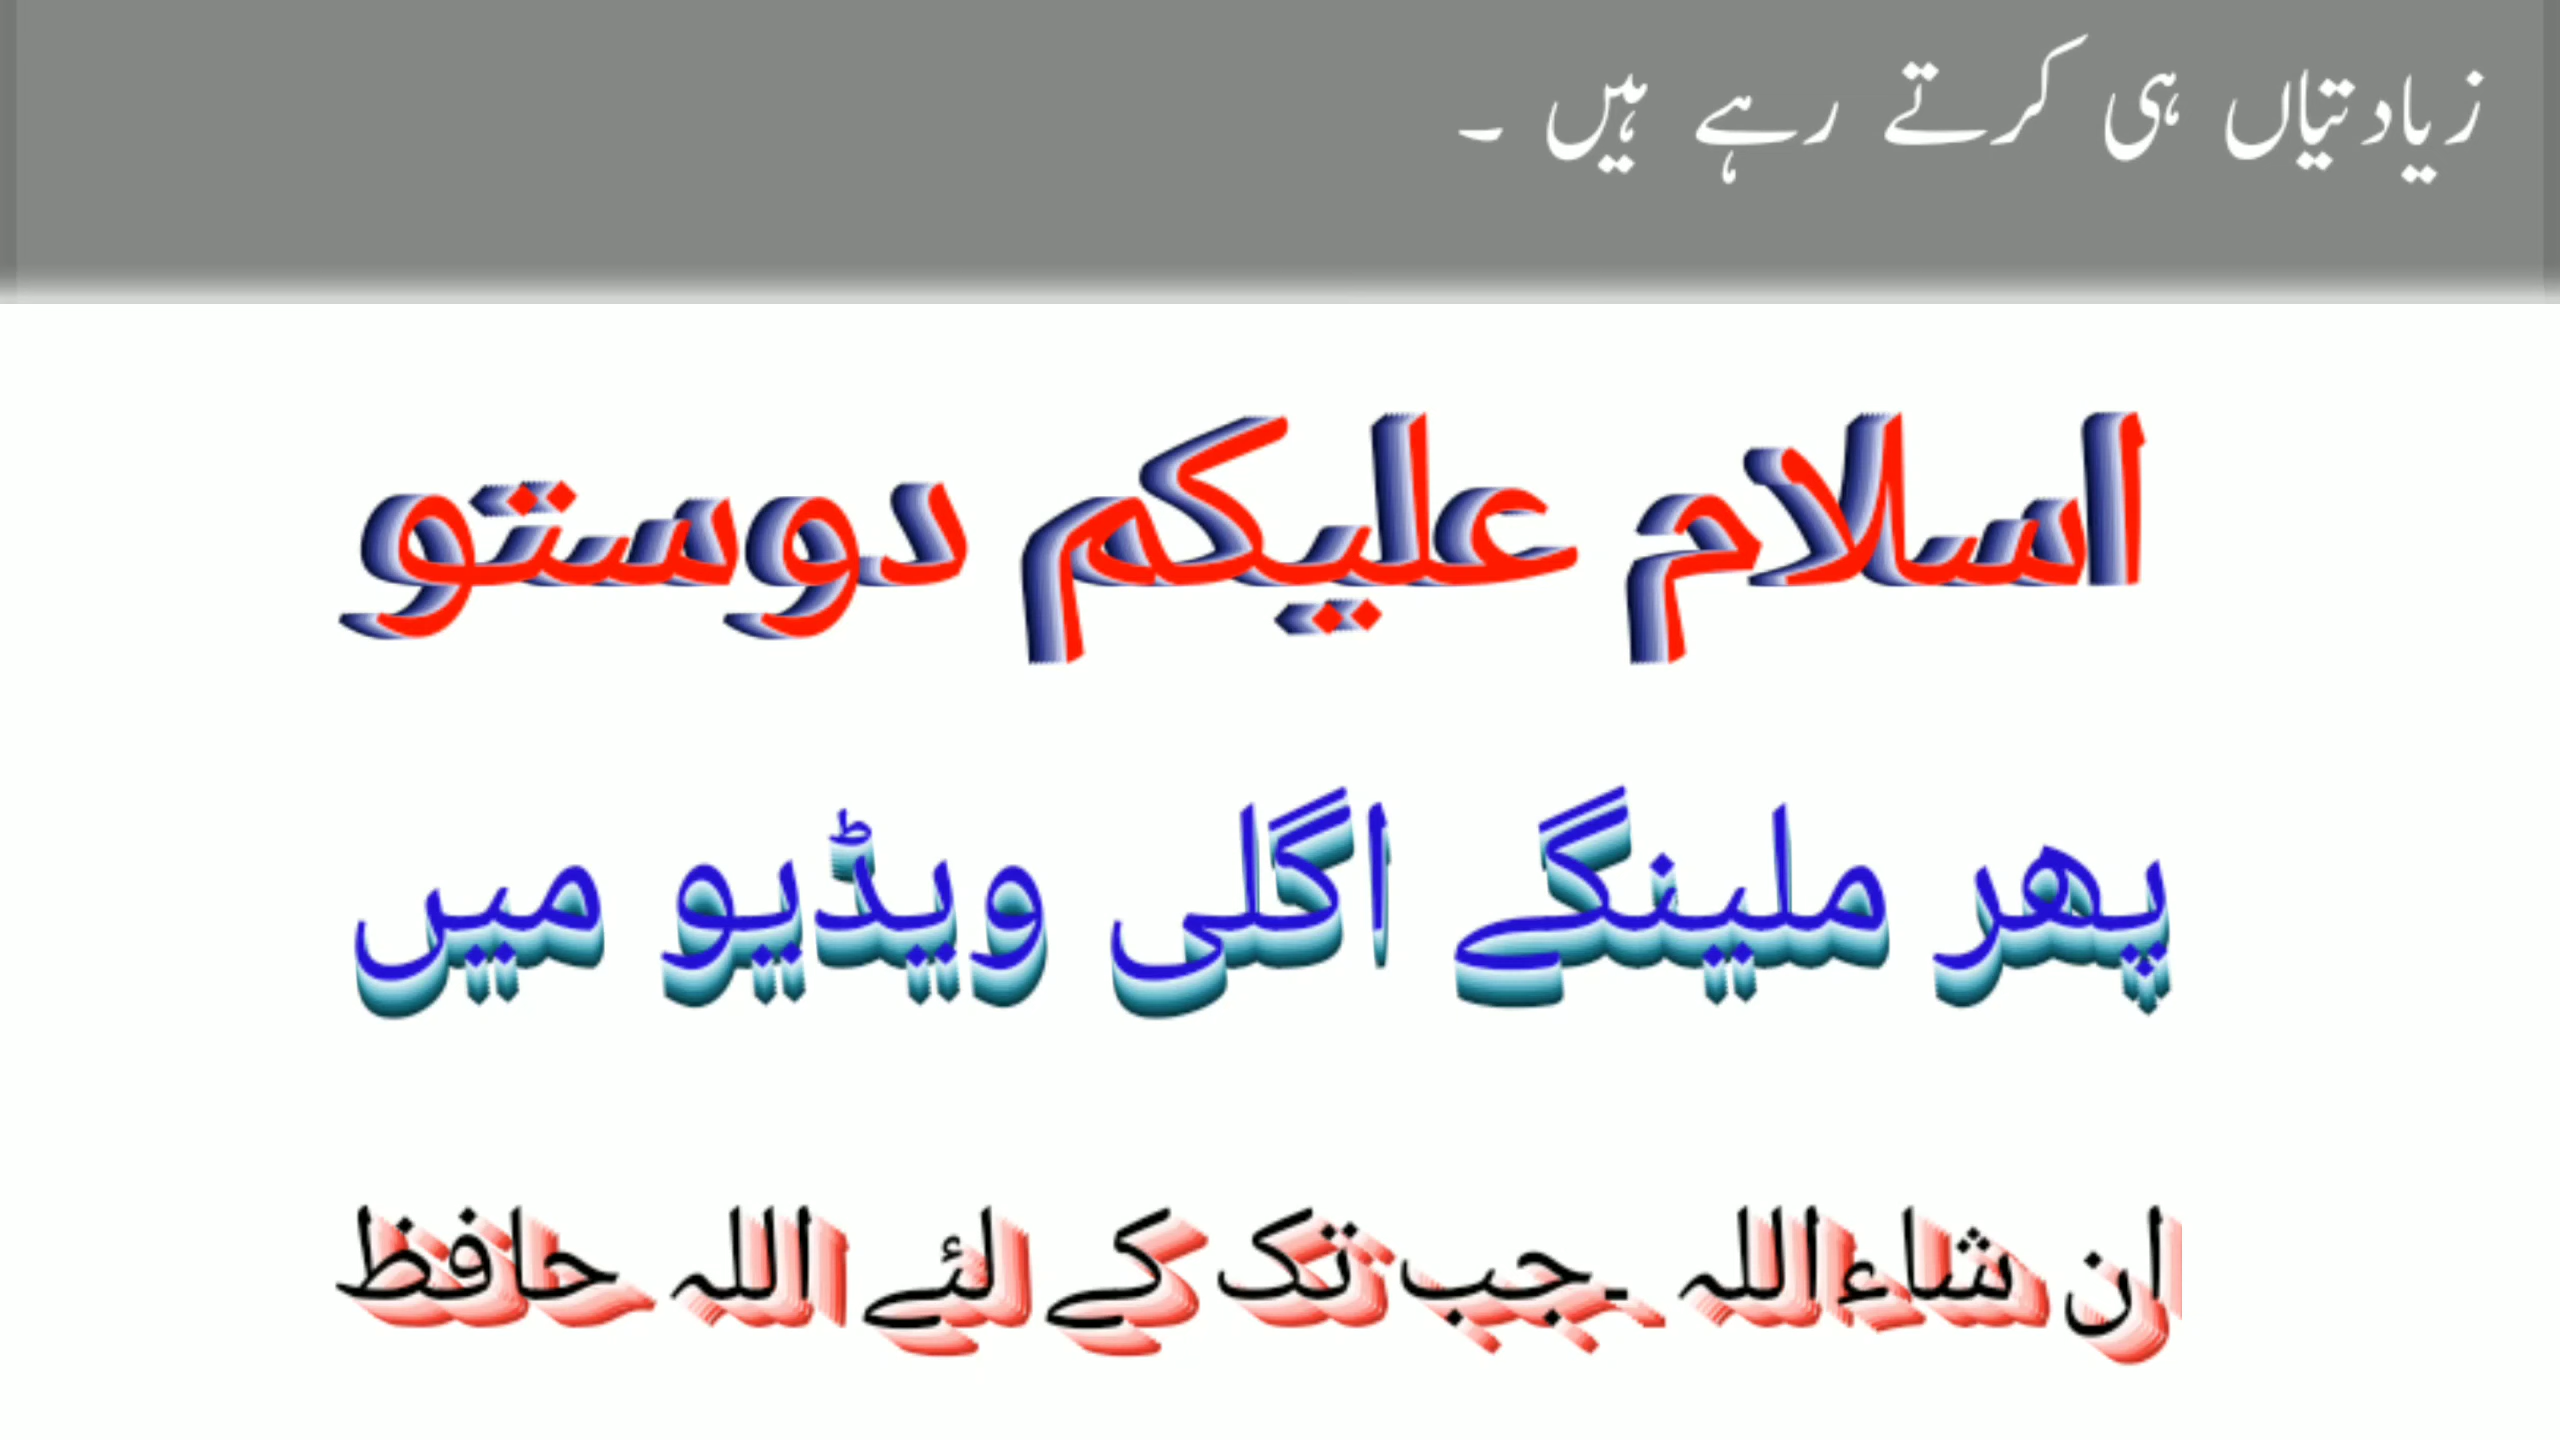 زیادتیاں ہی کرتے رہے ہیں ۔
اسلام علیکم دوستو
پھر ملینگے اگلی ویڈیو میں
ان شاءاللہ ۔جب تک کے لئے اللہ حافظ